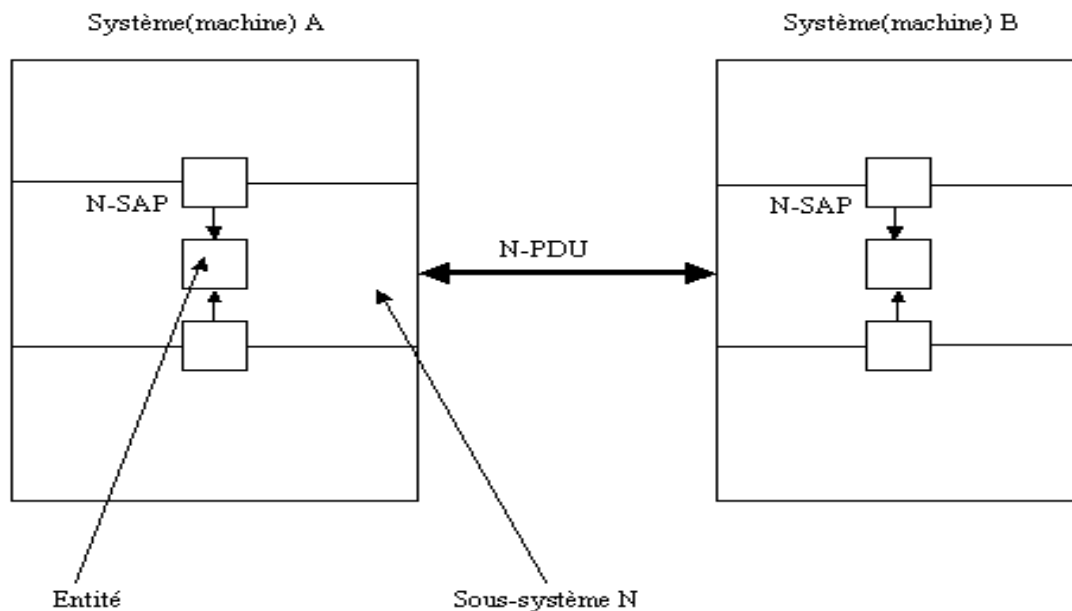 Système(machine) A
Système(machine) B
N-SAP
N-SAP
N-PDU
Entité
Sous-système N